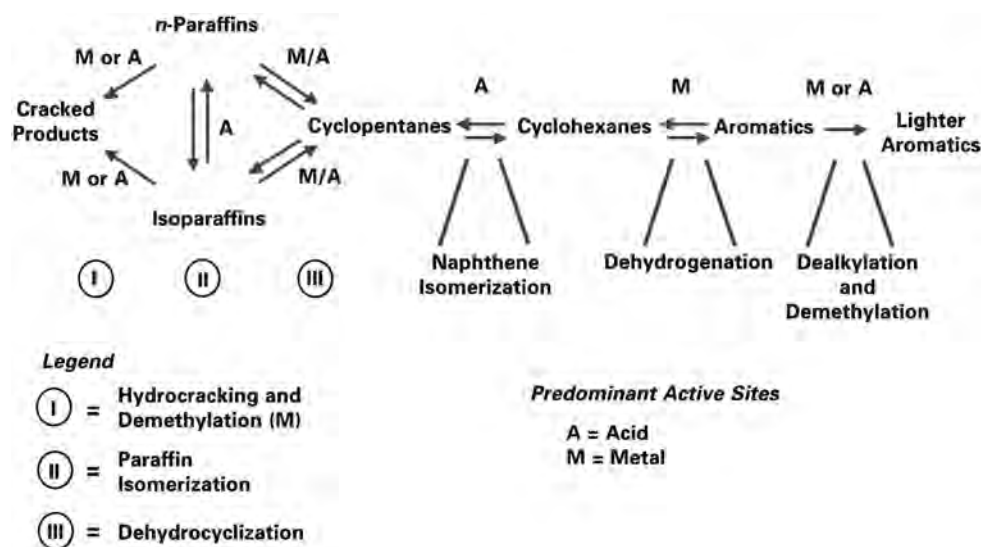 n-Paraffins
M or A
M/A
Cracked
Products
A
Cyclopentanes
A
Cyclohexanes
M
Aromatics
M or A
Lighter
Aromatics
M or A
M/A
Isoparaffins
Naphthene
Isomerization
Dehydrogenation
Dealkylation
and
Demethylation
I
II
III
Legend
I = Hydrocracking and
Demethylation (M)
II = Paraffin
Isomerization
III = Dehydrocyclization
Predominant Active Sites
A = Acid
M = Metal